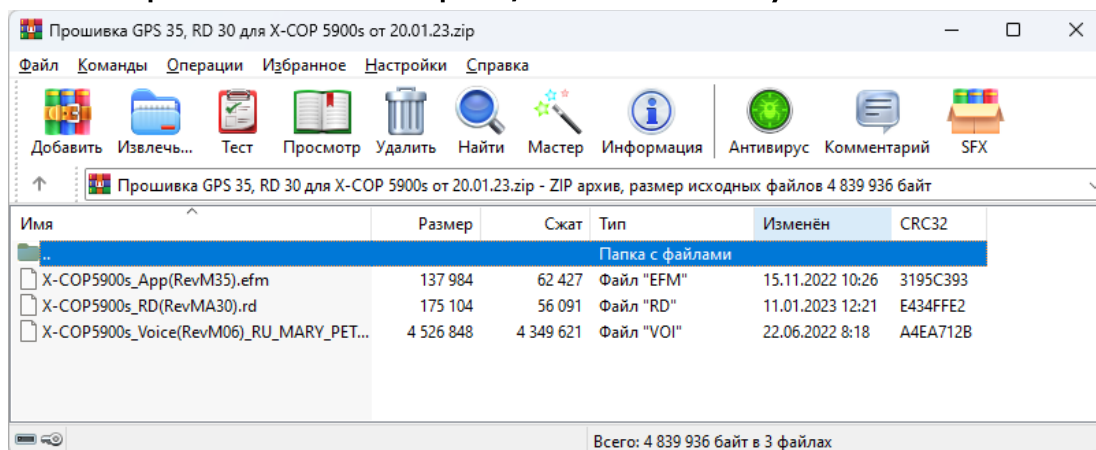 Прошивка GPS 35, RD 30 для X-COP 5900s от 20.01.23.zip
Файл Команды Операции Избранное Настройки Справка
Добавить Извлечь... Тест Просмотр Удалить Найти Мастер Информация Антивирус Комментарий SFX
Прошивка GPS 35, RD 30 для X-COP 5900s от 20.01.23.zip - ZIP архив, размер исходных файлов 4 839 936 байт
Имя Размер Сжат Тип Изменён CRC32
.. Папка с файлами
X-COP5900s_App(RevM35).efm 137 984 62 427 Файл "EFM" 15.11.2022 10:26 3195C393
X-COP5900s_RD(RevMA30).rd 175 104 56 091 Файл "RD" 11.01.2023 12:21 E434FFE2
X-COP5900s_Voice(RevM06)_RU_MARY_PET... 4 526 848 4 349 621 Файл "VOI" 22.06.2022 8:18 A4EA712B
Всего: 4 839 936 байт в 3 файлах